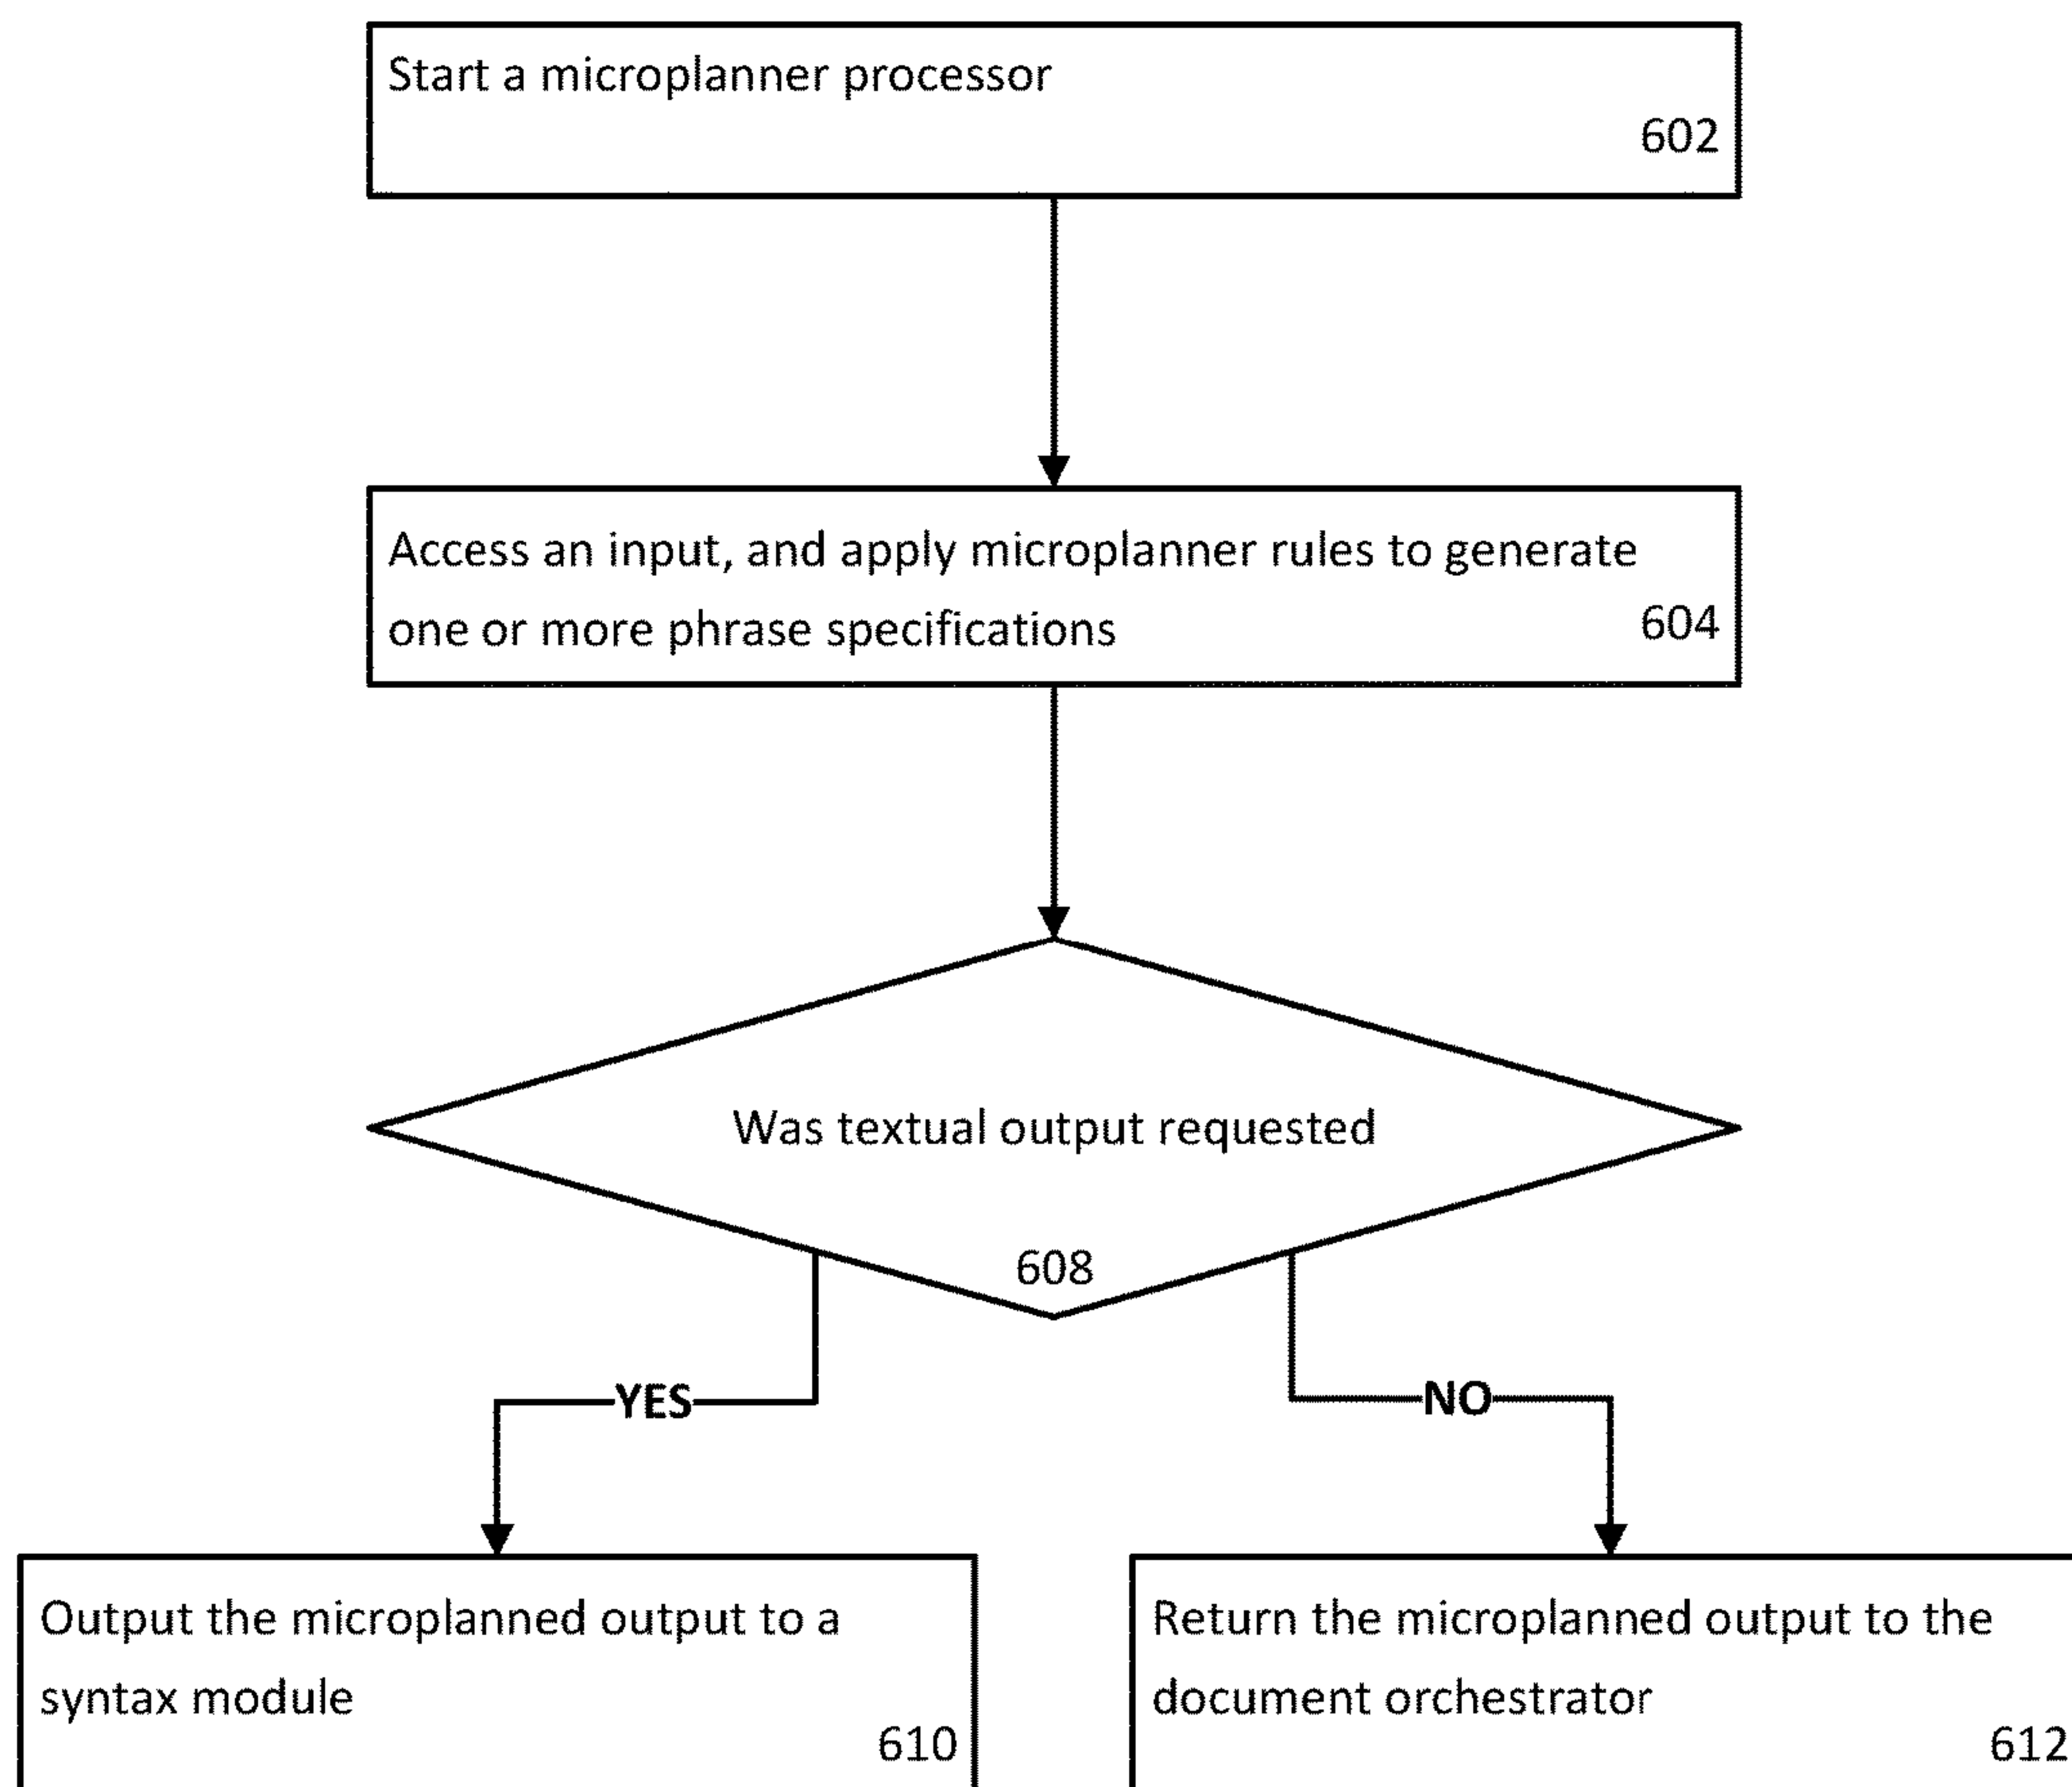 Start a microplanner processor
602
Access an input, and apply microplanner rules to generate
one or more phrase specifications
604
Was textual output requested
608
YES
NO
Output the microplanned output to a
syntax module
610
Return the microplanned output to the
document orchestrator
612